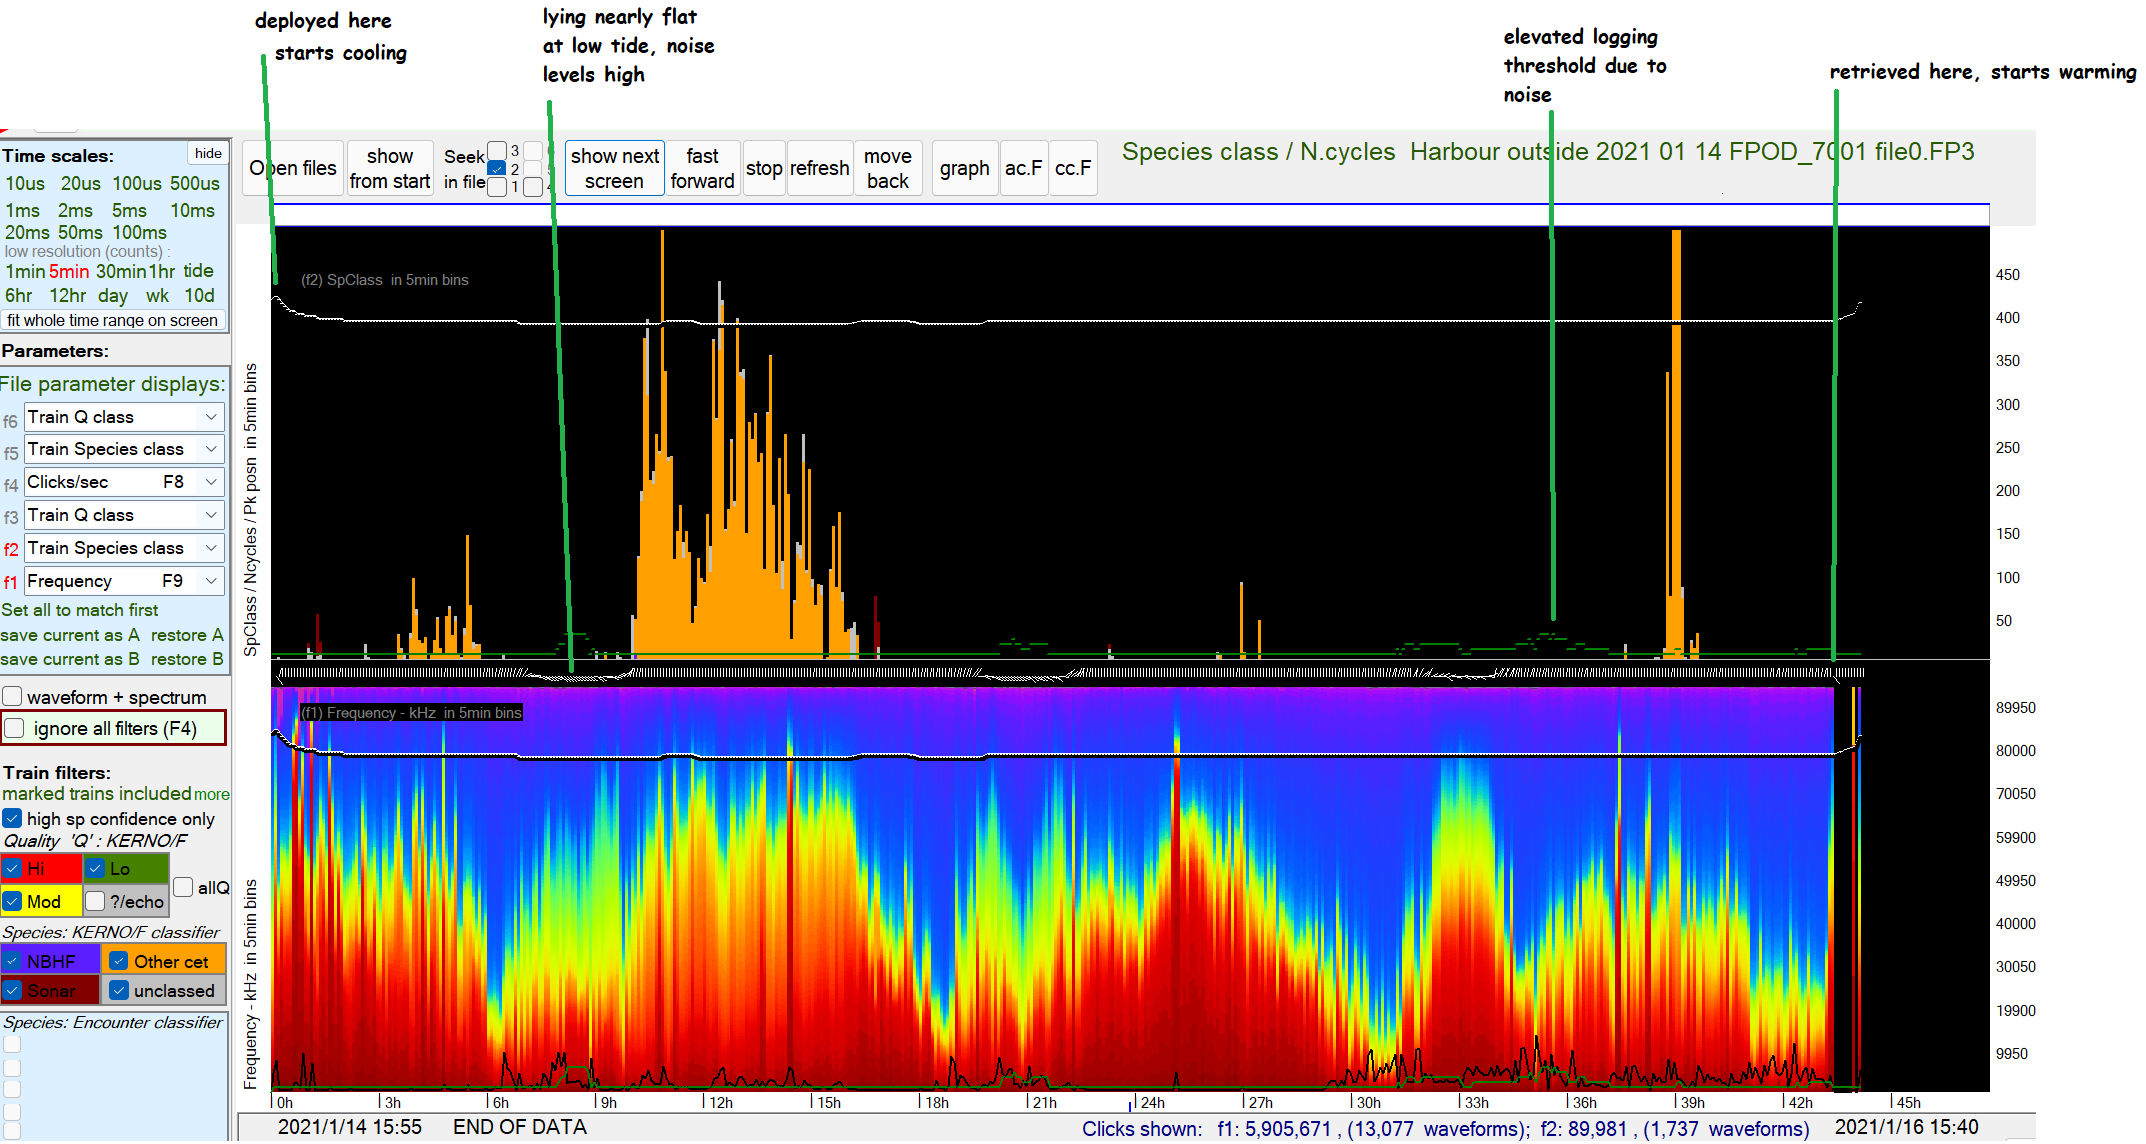 deployed here
starts cooling
lying nearly flat
at low tide, noise
levels high
elevated logging
threshold due to
noise
retrieved here, starts warming
Time scales:
hide
10us 20us 100us 500us
1ms 2ms 5ms 10ms
20ms 50ms 100ms
low resolution (counts) :
1min 5min 30min 1hr tide
6hr 12hr day wk 10d
fit whole time range on screen
Open files
show
from start
Seek
in file
3
2
1
show next
screen
fast
forward
stop
refresh
move
back
graph
ac.F
cc.F
Species class / N.cycles Harbour outside 2021 01 14 FPOD_7001 file0.FP3
Parameters:
File parameter displays:
f6 Train Q class
f5 Train Species class
f4 Clicks/sec F8
f3 Train Q class
f2 Train Species class
f1 Frequency F9
Set all to match first
save current as A restore A
save current as B restore B
waveform + spectrum
ignore all filters (F4)
Train filters:
marked trains included more
high sp confidence only
Quality 'Q' : KERNO/F
Hi Lo
Mod ?/echo allQ
Species: KERNO/F classifier
NBHF Other cet
Sonar unclassed
Species: Encounter classifier
SpClass / Ncycles / Pk posn in 5min bins
(f2) SpClass in 5min bins
450
400
350
300
250
200
150
100
50
Frequency - kHz in 5min bins
(f1) Frequency - kHz in 5min bins
89950
80000
70050
59900
49950
40000
30050
19900
9950
0h 3h 6h 9h 12h 15h 18h 21h 24h 27h 30h 33h 36h 39h 42h 45h
2021/1/14 15:55 END OF DATA
Clicks shown: f1: 5,905,671 , (13,077 waveforms); f2: 89,981 , (1,737 waveforms)
2021/1/16 15:40